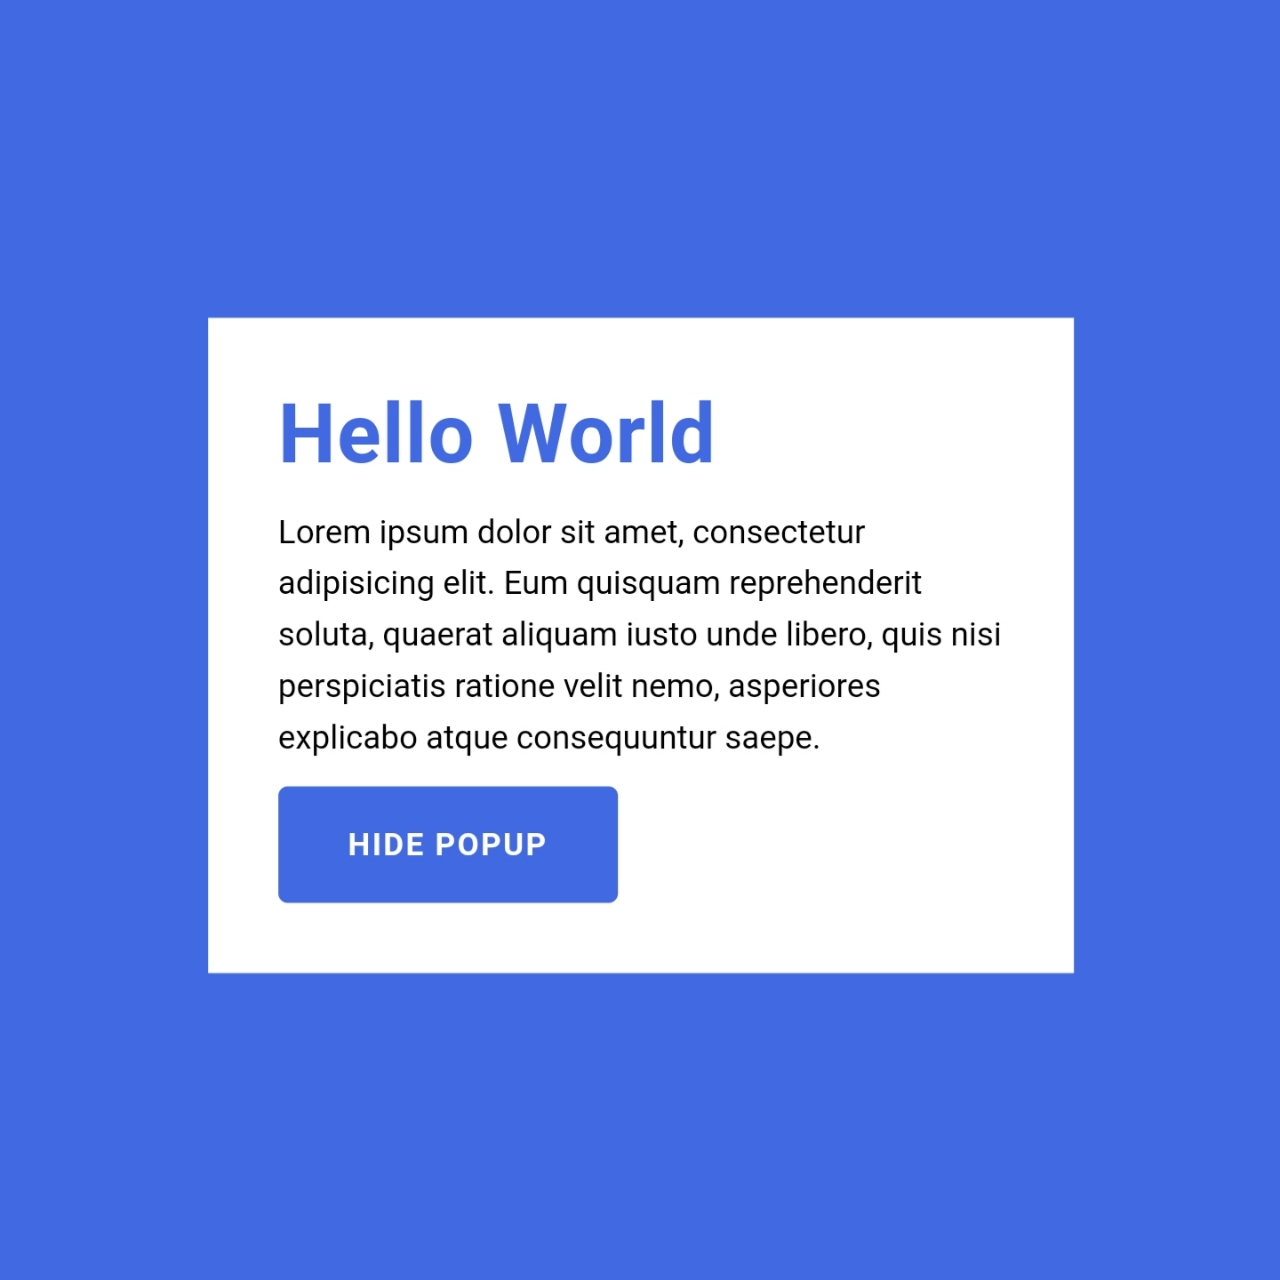 Hello World
Lorem ipsum dolor sit amet, consectetur
adipisicing elit. Eum quisquam reprehenderit
soluta, quaerat aliquam iusto unde libero, quis nisi
perspiciatis ratione velit nemo, asperiores
explicabo atque consequuntur saepe.
HIDE POPUP